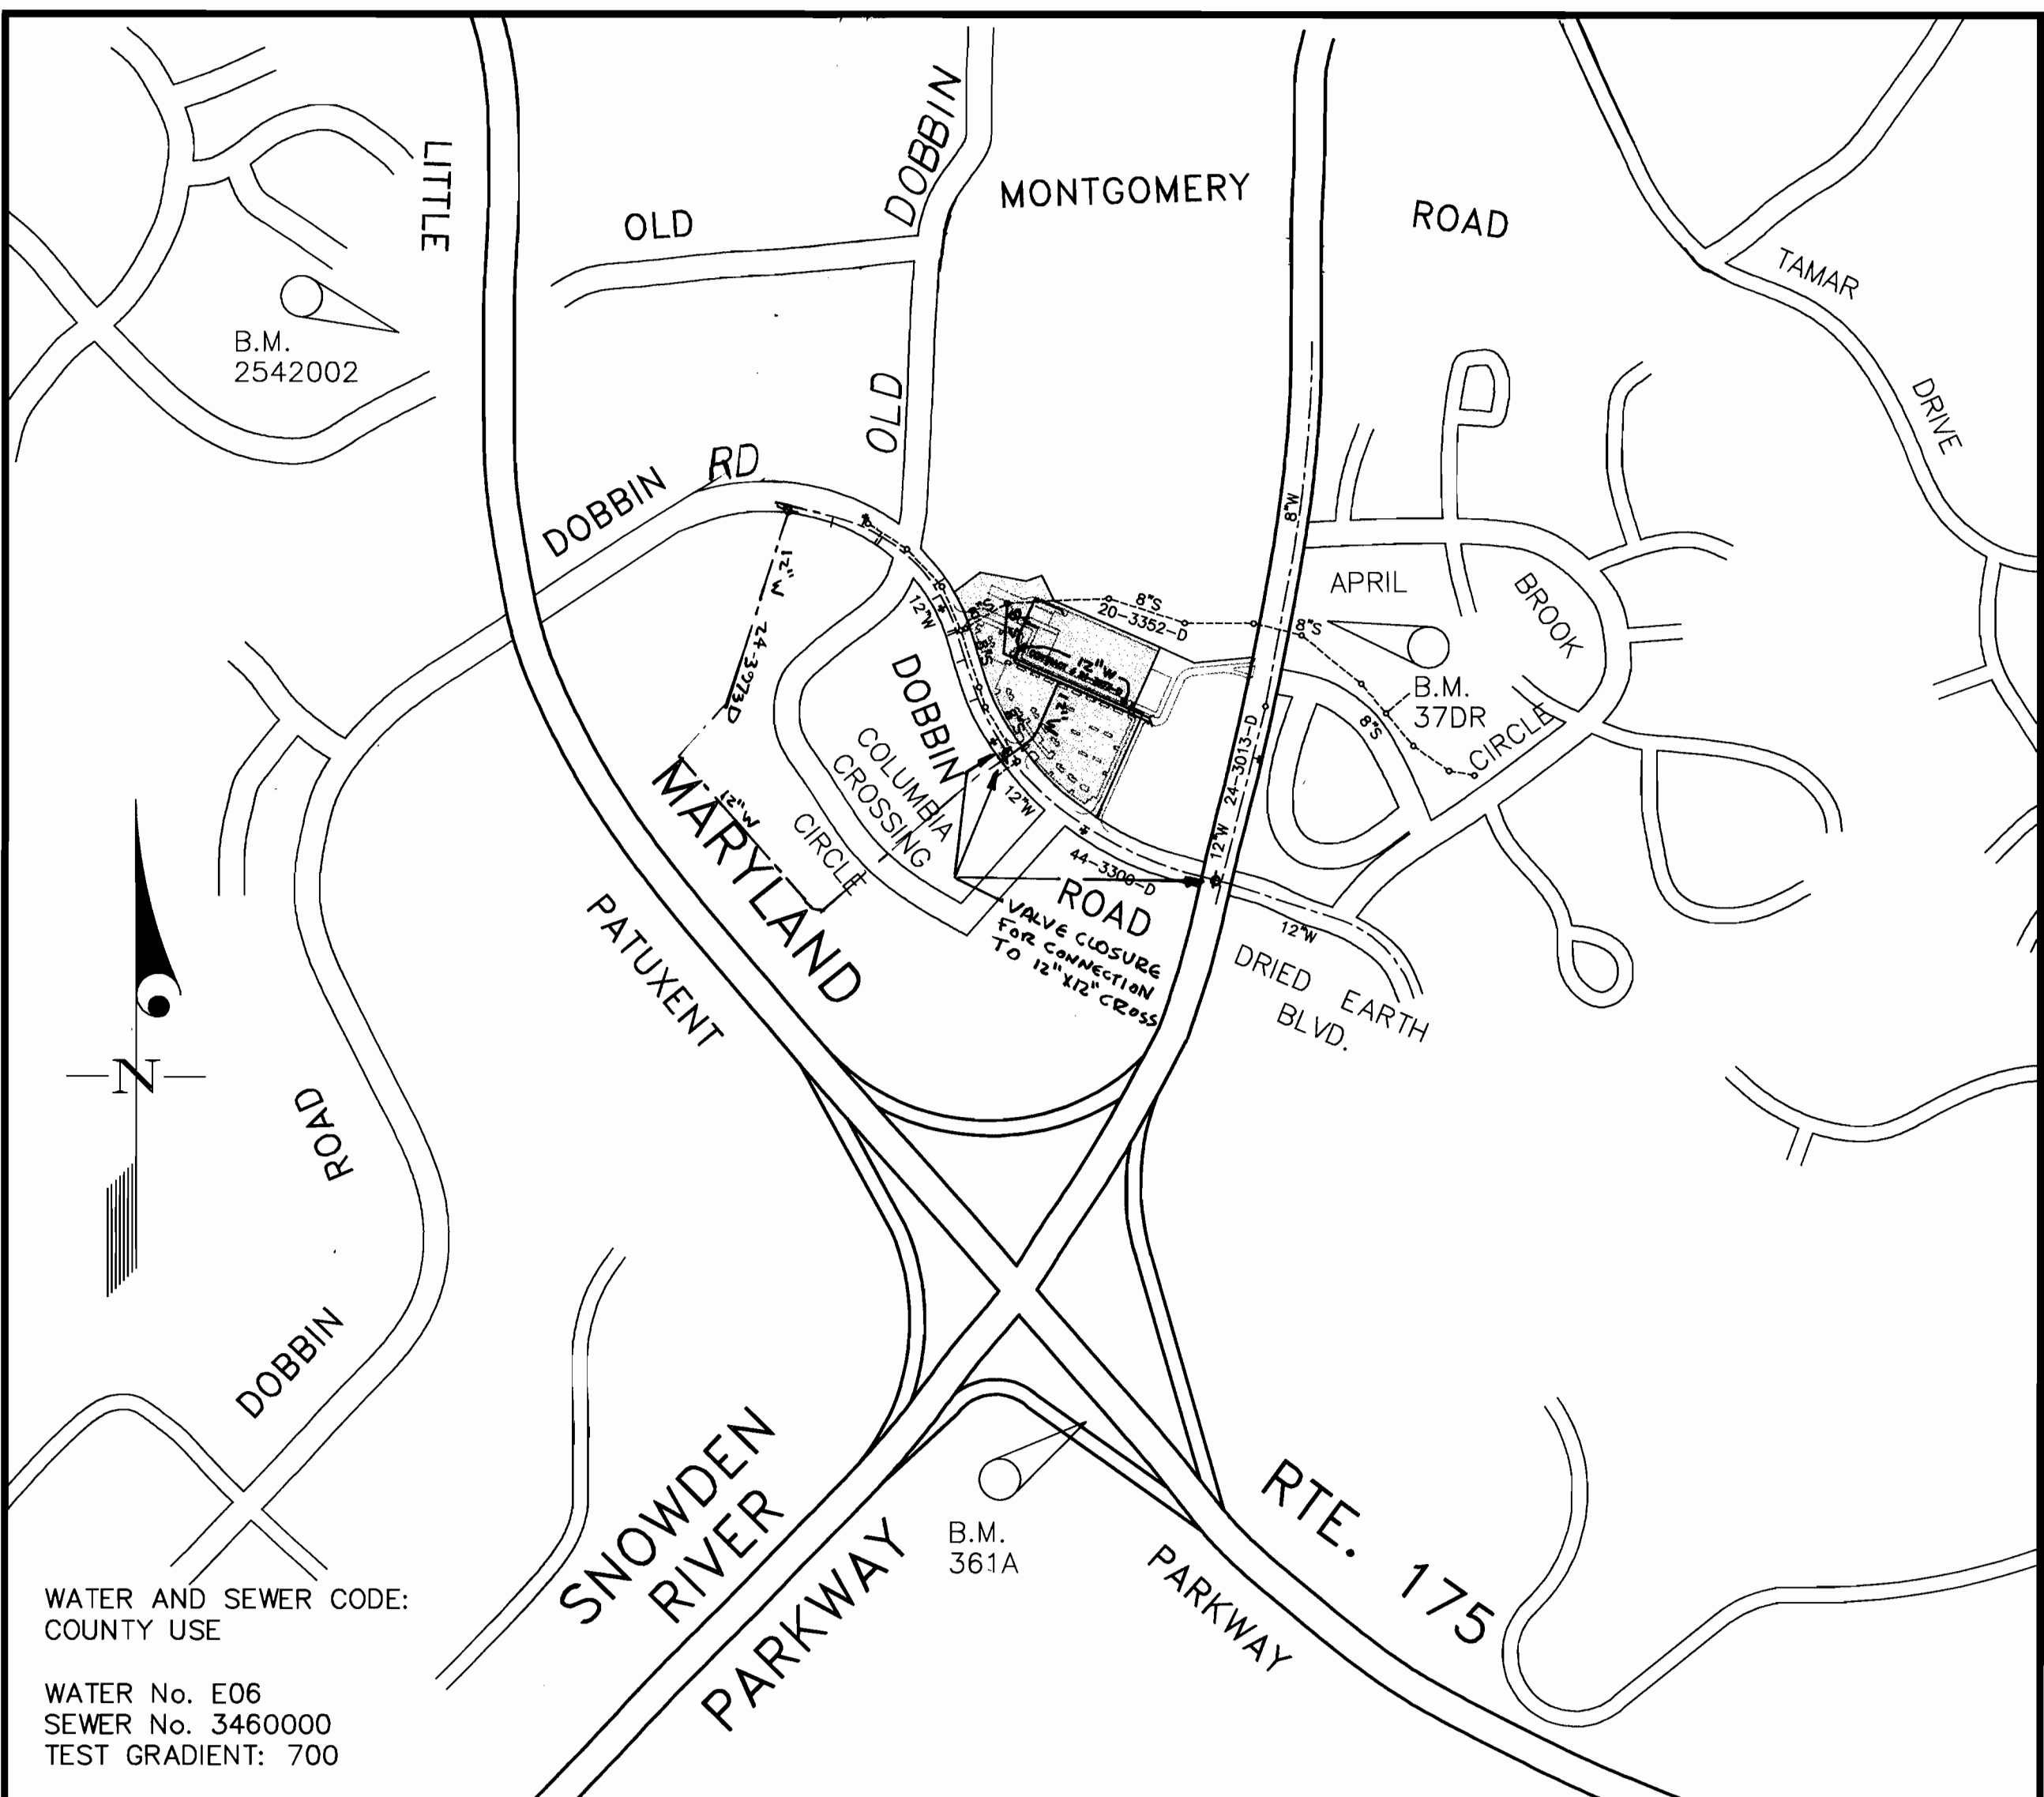 LITTLE
OLD
DOBBIN
MONTGOMERY
ROAD
TAMAR
DRIVE
B.M.
2542002
OLD
DOBBIN RD
8"W
12"W
24-3973D
12"W
8"S
20-3352-D
8"S
APRIL
BROOK
CIRCLE
B.M.
37DR
8"S
8"S
12"W
12"W
DOBBIN
ROAD
COLUMBIA
CROSSING
CIRCLE
12"W
12"W
24-3013-D
12"W
44-3300-D
12"W
MARYLAND
PATUXENT
VALVE CLOSURE
FOR CONNECTION
TO 12"X12" CROSS
DRIED EARTH
BLVD.
N
ROAD
DOBBIN
SNOWDEN
RIVER
PARKWAY
B.M.
361A
RTE. 175
PARKWAY
WATER AND SEWER CODE:
COUNTY USE
WATER No. E06
SEWER No. 3460000
TEST GRADIENT: 700